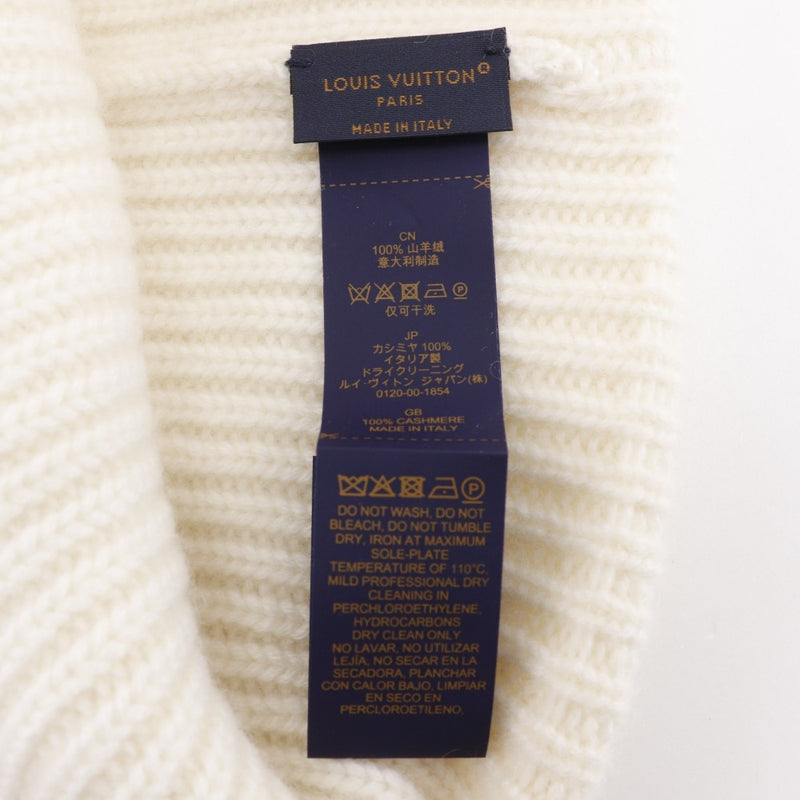 LOUIS VUITTON®
PARIS
MADE IN ITALY
CN
100% 山羊绒
意大利制造
仅可干洗
JP
カシミヤ 100%
イタリア製
ドライクリーニング
ルイ・ヴィトン ジャパン(株)
0120-00-1854
GB
100% CASHMERE
MADE IN ITALY
P
DO NOT WASH, DO NOT
BLEACH, DO NOT TUMBLE
DRY, IRON AT MAXIMUM
SOLE-PLATE
TEMPERATURE OF 110°C,
MILD PROFESSIONAL DRY
CLEANING IN
PERCHLOROETHYLENE,
HYDROCARBONS
DRY CLEAN ONLY
NO LAVAR, NO UTILIZAR
LEJÍA, NO SECAR EN LA
SECADORA, PLANCHAR
CON CALOR BAJO, LIMPIAR
EN SECO EN
PERCLOROETILENO,